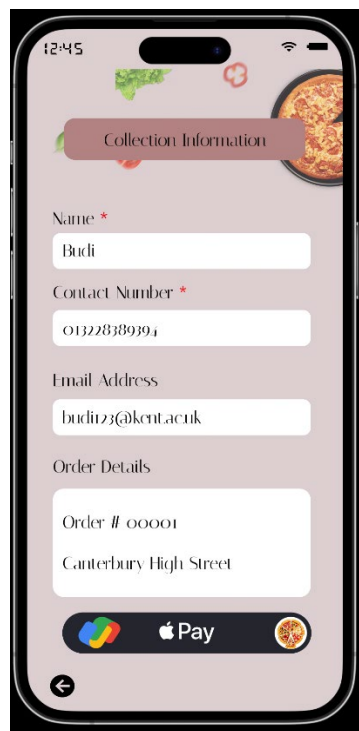 12:45
Collection Information
Name *
Budi
Contact Number *
013228389394
Email Address
budi123@kent.ac.uk
Order Details
Order # 00001
Canterbury High Street
Pay